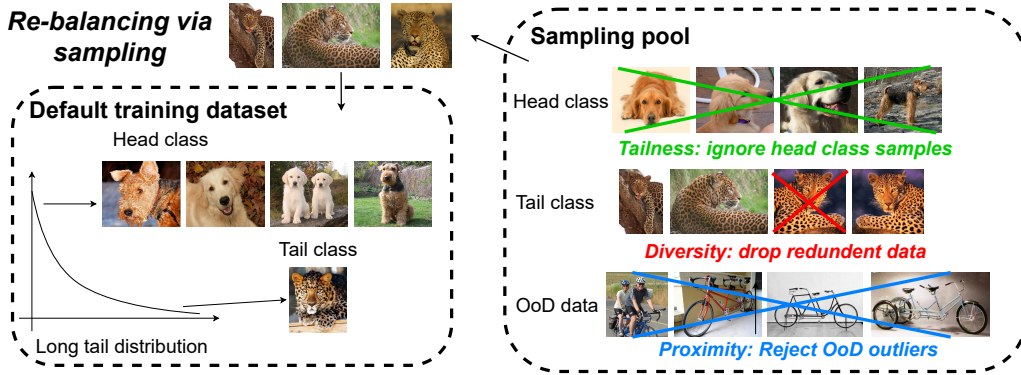 Re-balancing via
sampling
Default training dataset
Head class
Tail class
Long tail distribution
Sampling pool
Head class
Tailness: ignore head class samples
Tail class
Diversity: drop redundent data
OoD data
Proximity: Reject OoD outliers